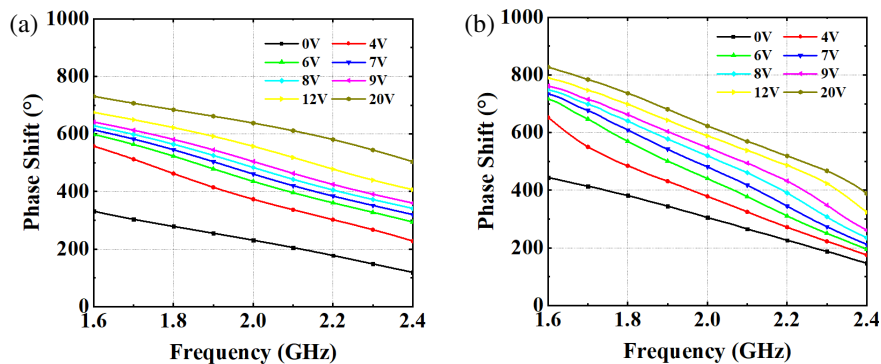 (a)
1000
800
600
400
200
0
Phase Shift (°)
0V 4V
6V 7V
8V 9V
12V 20V
1.6 1.8 2.0 2.2 2.4
Frequency (GHz)
(b)
1000
800
600
400
200
0
Phase Shift (°)
0V 4V
6V 7V
8V 9V
12V 20V
1.6 1.8 2.0 2.2 2.4
Frequency (GHz)